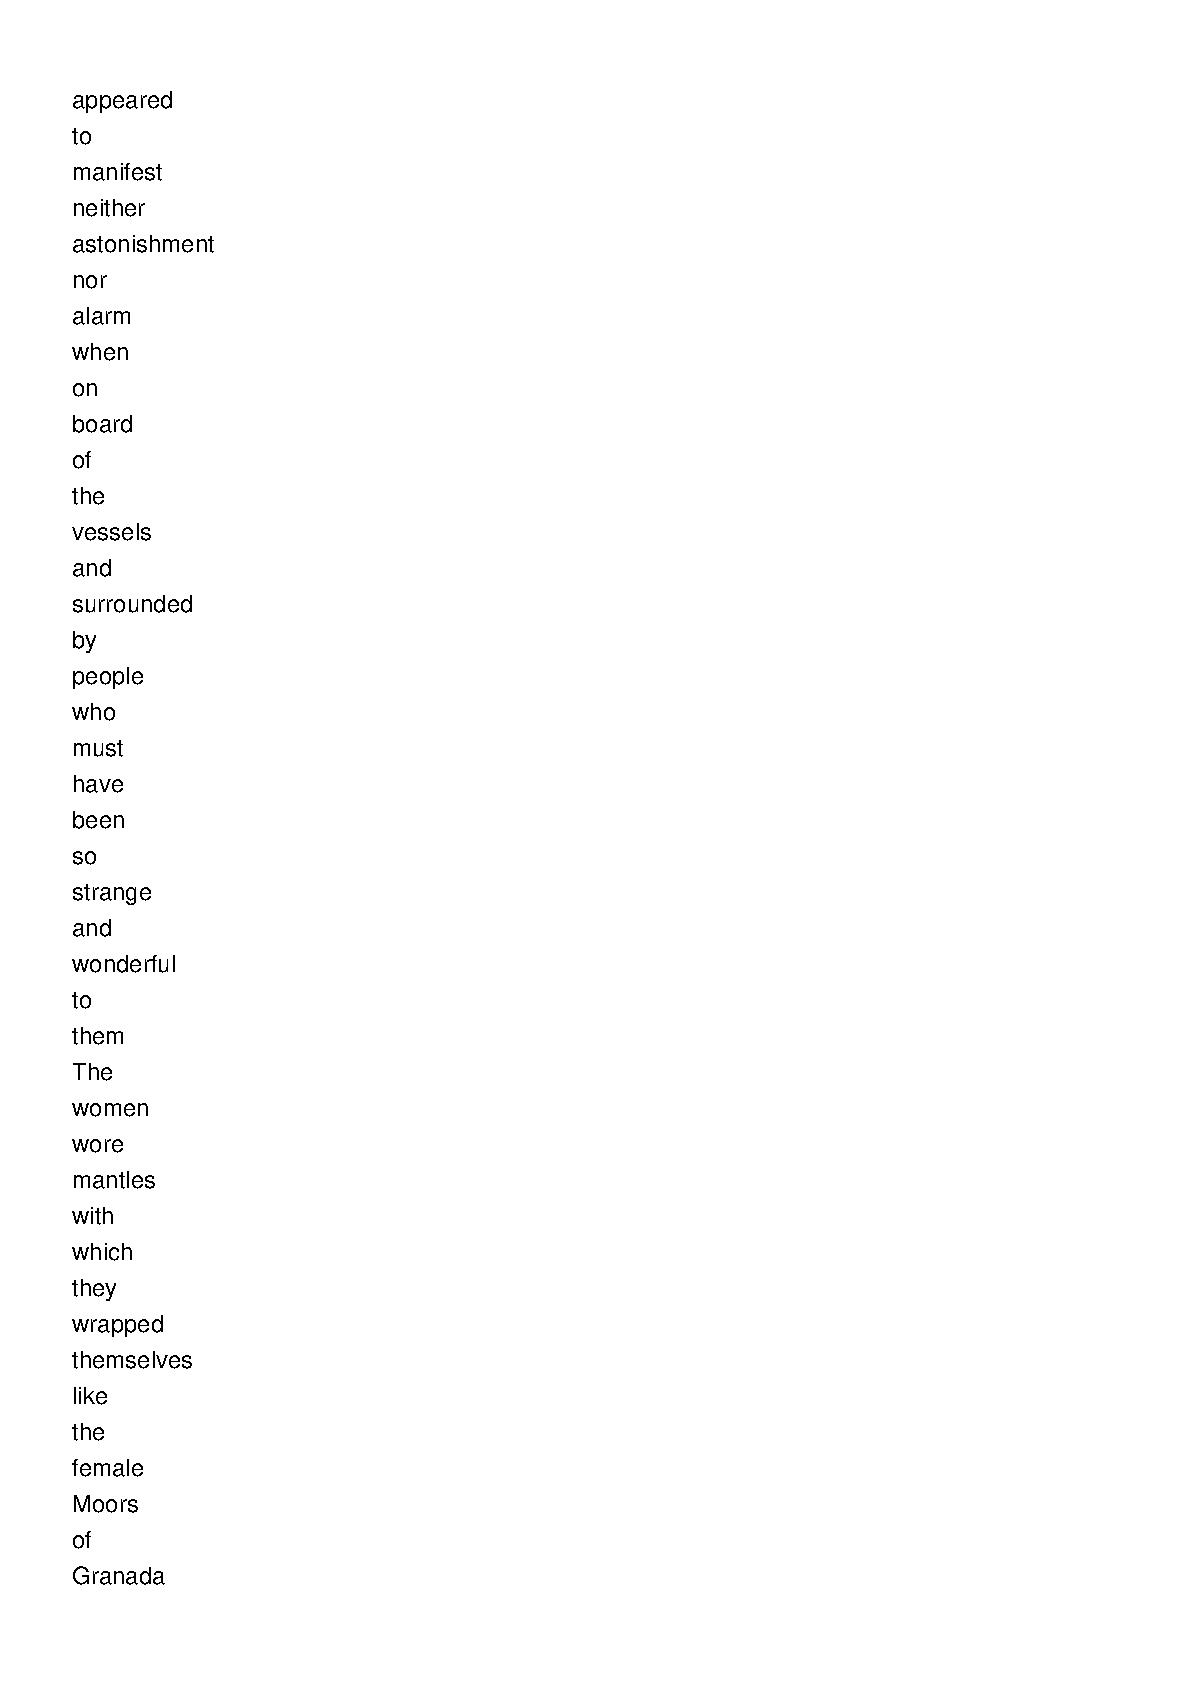 appeared
to
manifest
neither
astonishment
nor
alarm
when
on
board
of
the
vessels
and
surrounded
by
people
who
must
have
been
so
strange
and
wonderful
to
them
The
women
wore
mantles
with
which
they
wrapped
themselves
like
the
female
Moors
of
Granada